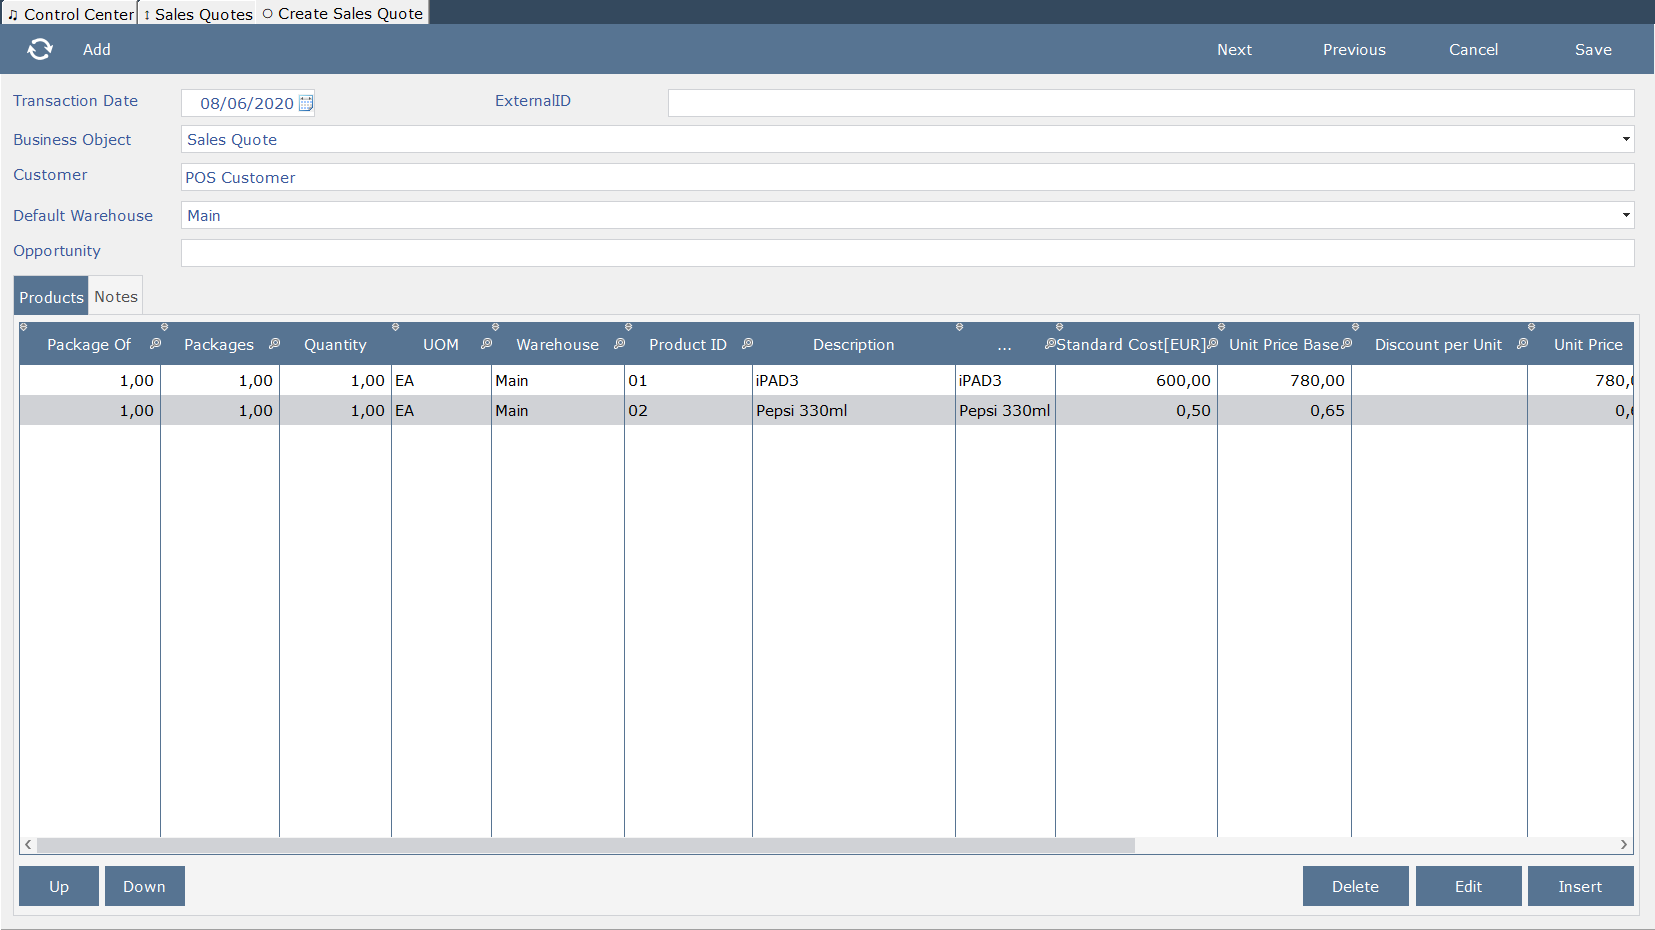 Control Center Sales Quotes Create Sales Quote
Add Next Previous Cancel Save
Transaction Date 08/06/2020 ExternalID
Business Object Sales Quote
Customer POS Customer
Default Warehouse Main
Opportunity
Products Notes
Package Of Packages Quantity UOM Warehouse Product ID Description ... Standard Cost[EUR] Unit Price Base Discount per Unit Unit Price
1,00 1,00 1,00 EA Main 01 iPAD3 iPAD3 600,00 780,00 780,
1,00 1,00 1,00 EA Main 02 Pepsi 330ml Pepsi 330ml 0,50 0,65 0,
Up Down Delete Edit Insert